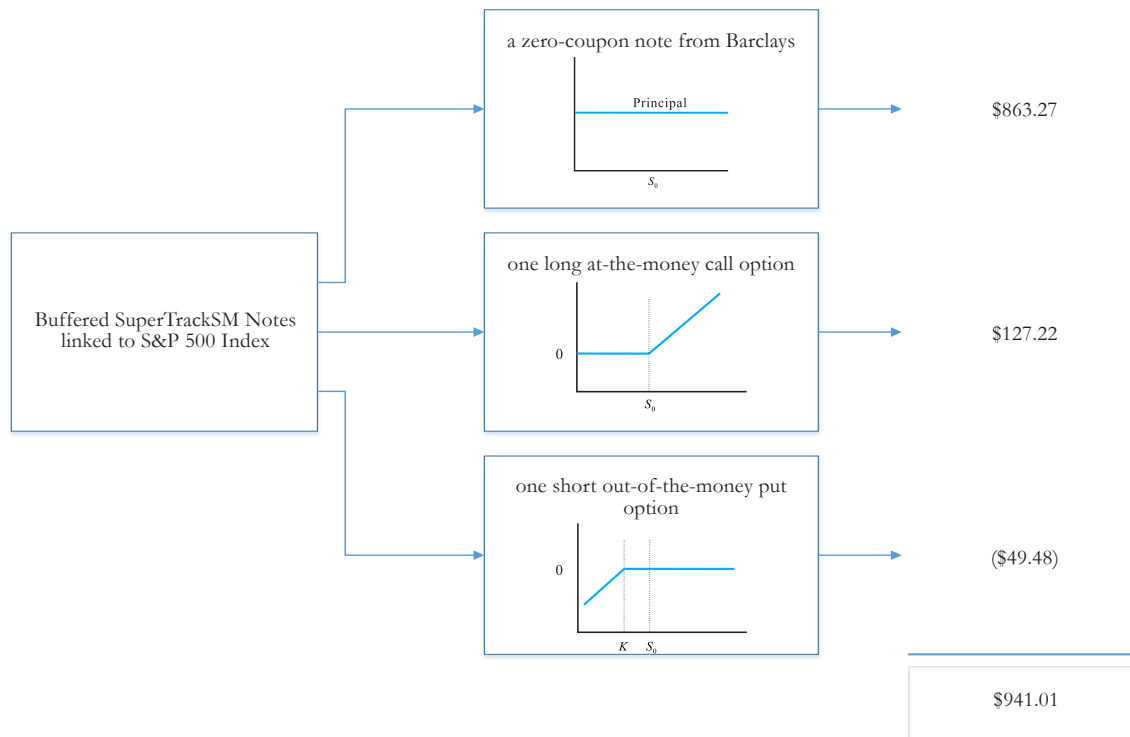 a zero-coupon note from Barclays
Principal
S₀
$863.27
Buffered SuperTrackSM Notes
linked to S&P 500 Index
one long at-the-money call option
0
S₀
$127.22
one short out-of-the-money put
option
0
K S₀
($49.48)
$941.01